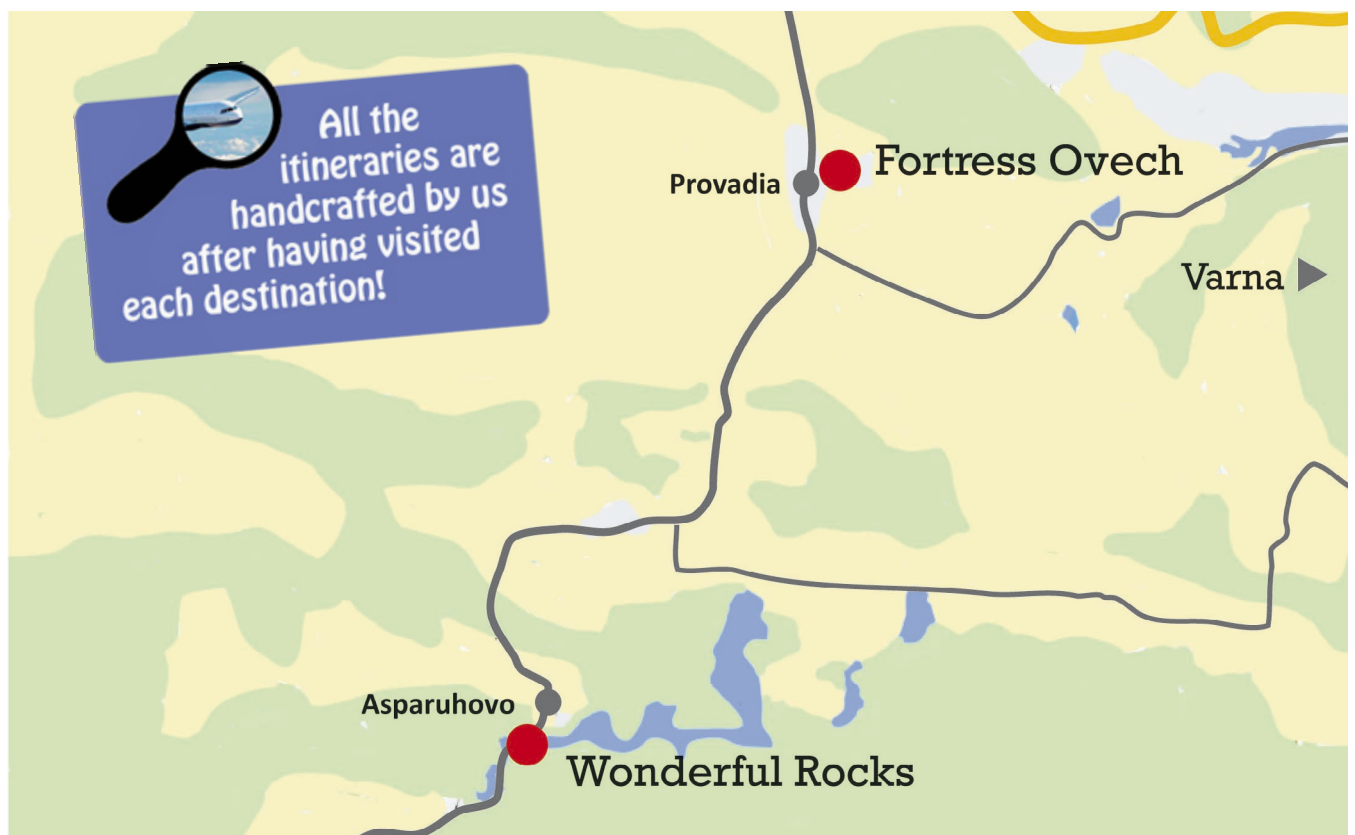 All the
itineraries are
handcrafted by us
after having visited
each destination!
Provadia
Fortress Ovech
Varna
Asparuhovo
Wonderful Rocks